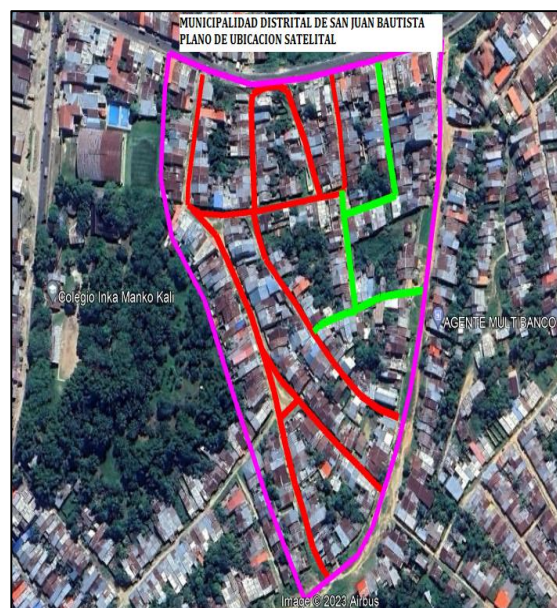 MUNICIPALIDAD DISTRITAL DE SAN JUAN BAUTISTA
PLANO DE UBICACION SATELITAL
Colegio Inka Manko Kali
AGENTE MULTIBANCO
Image © 2023 Airbus